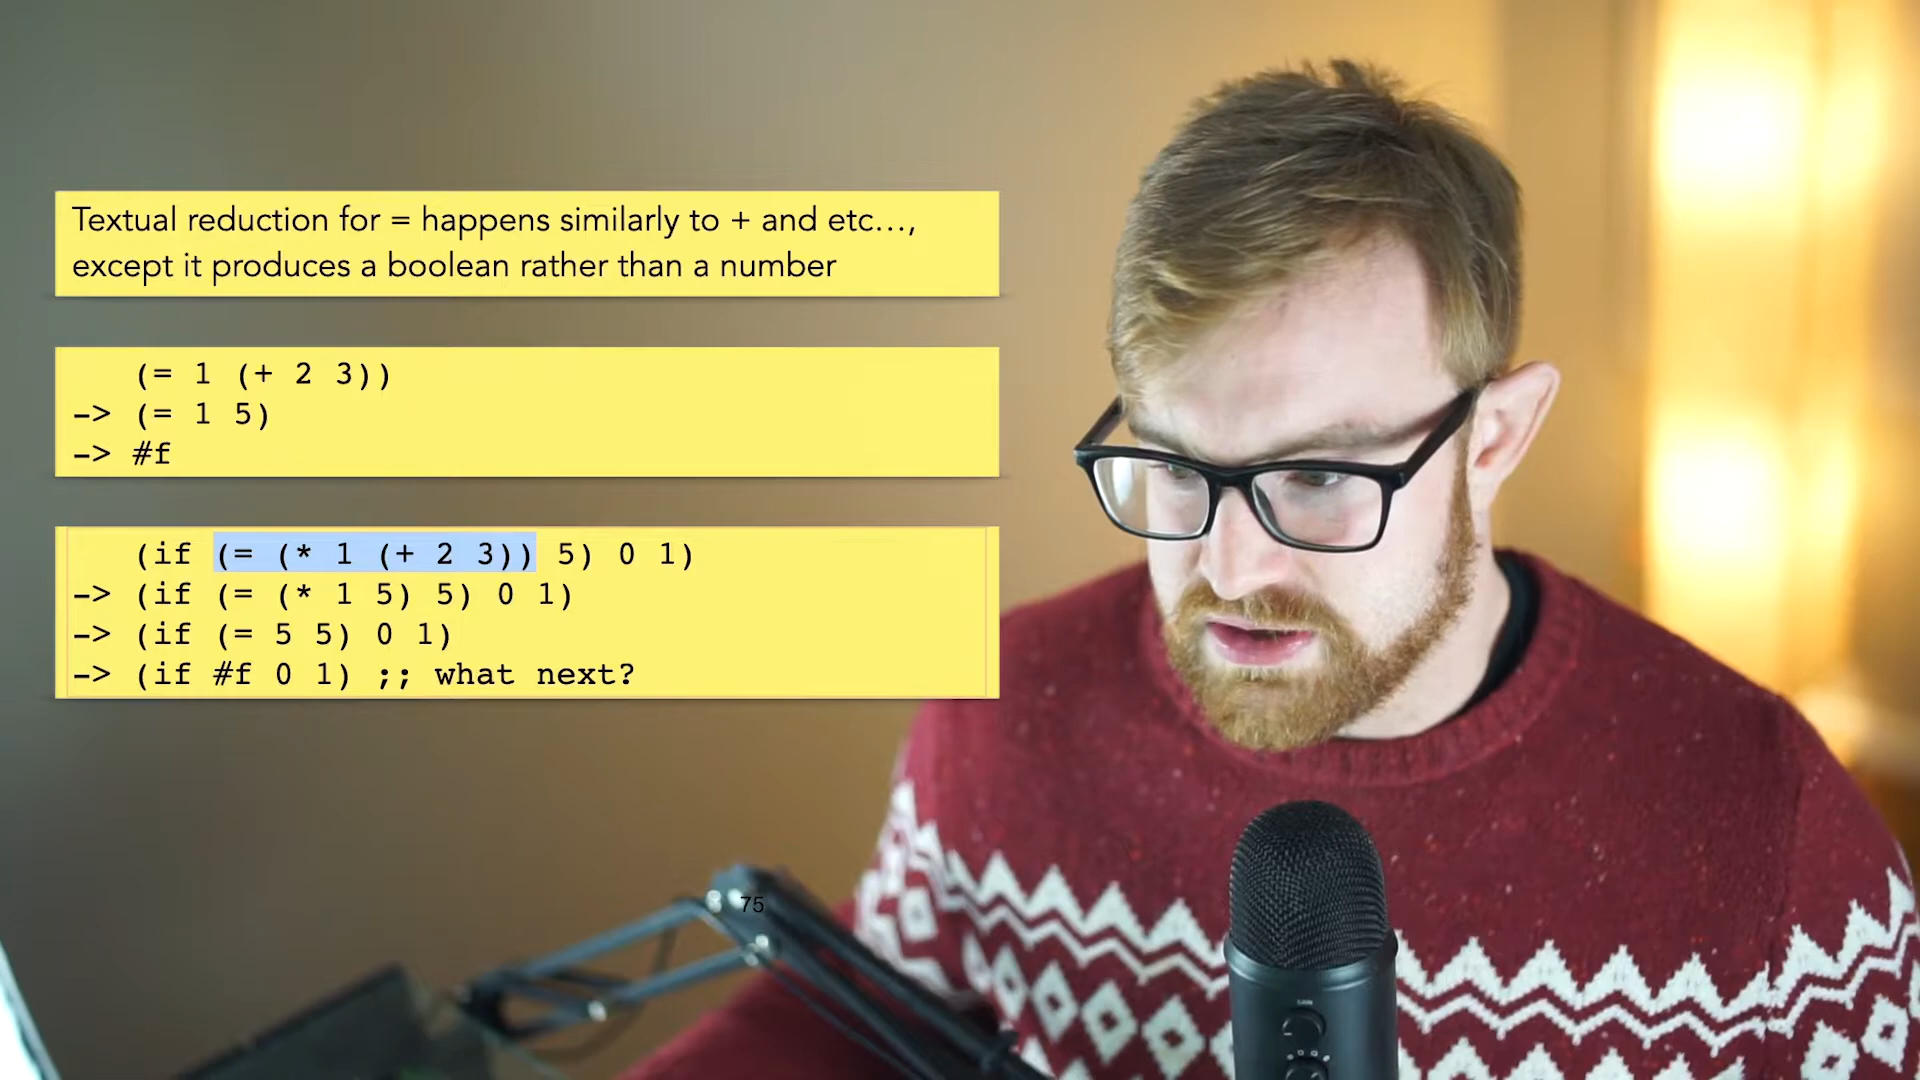 Textual reduction for = happens similarly to + and etc…,
except it produces a boolean rather than a number
(= 1 (+ 2 3))
-> (= 1 5)
-> #f
(if (= (* 1 (+ 2 3)) 5) 0 1)
-> (if (= (* 1 5) 5) 0 1)
-> (if (= 5 5) 0 1)
-> (if #f 0 1) ;; what next?
75